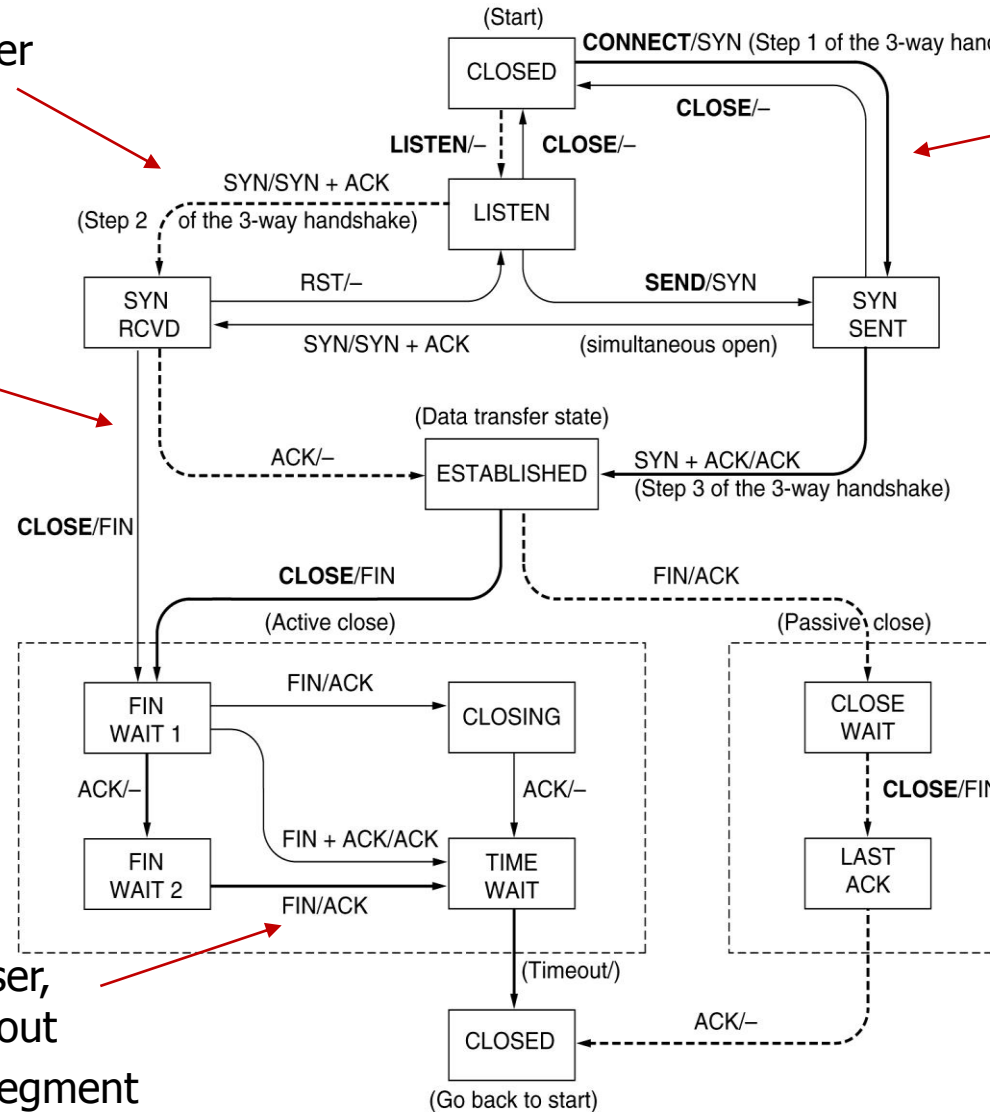 (Start)
er
CONNECT/SYN (Step 1 of the 3-way hand
CLOSED
CLOSE/–
LISTEN/–
CLOSE/–
SYN/SYN + ACK
(Step 2 of the 3-way handshake)
LISTEN
RST/–
SEND/SYN
SYN
RCVD
SYN
SENT
SYN/SYN + ACK
(simultaneous open)
(Data transfer state)
ACK/–
ESTABLISHED
SYN + ACK/ACK
(Step 3 of the 3-way handshake)
CLOSE/FIN
CLOSE/FIN
FIN/ACK
(Active close)
(Passive close)
FIN/ACK
FIN
WAIT 1
CLOSING
CLOSE
WAIT
ACK/–
ACK/–
CLOSE/FIN
FIN + ACK/ACK
FIN
WAIT 2
TIME
WAIT
LAST
ACK
FIN/ACK
ser,
out
(Timeout/)
ACK/–
CLOSED
egment
(Go back to start)